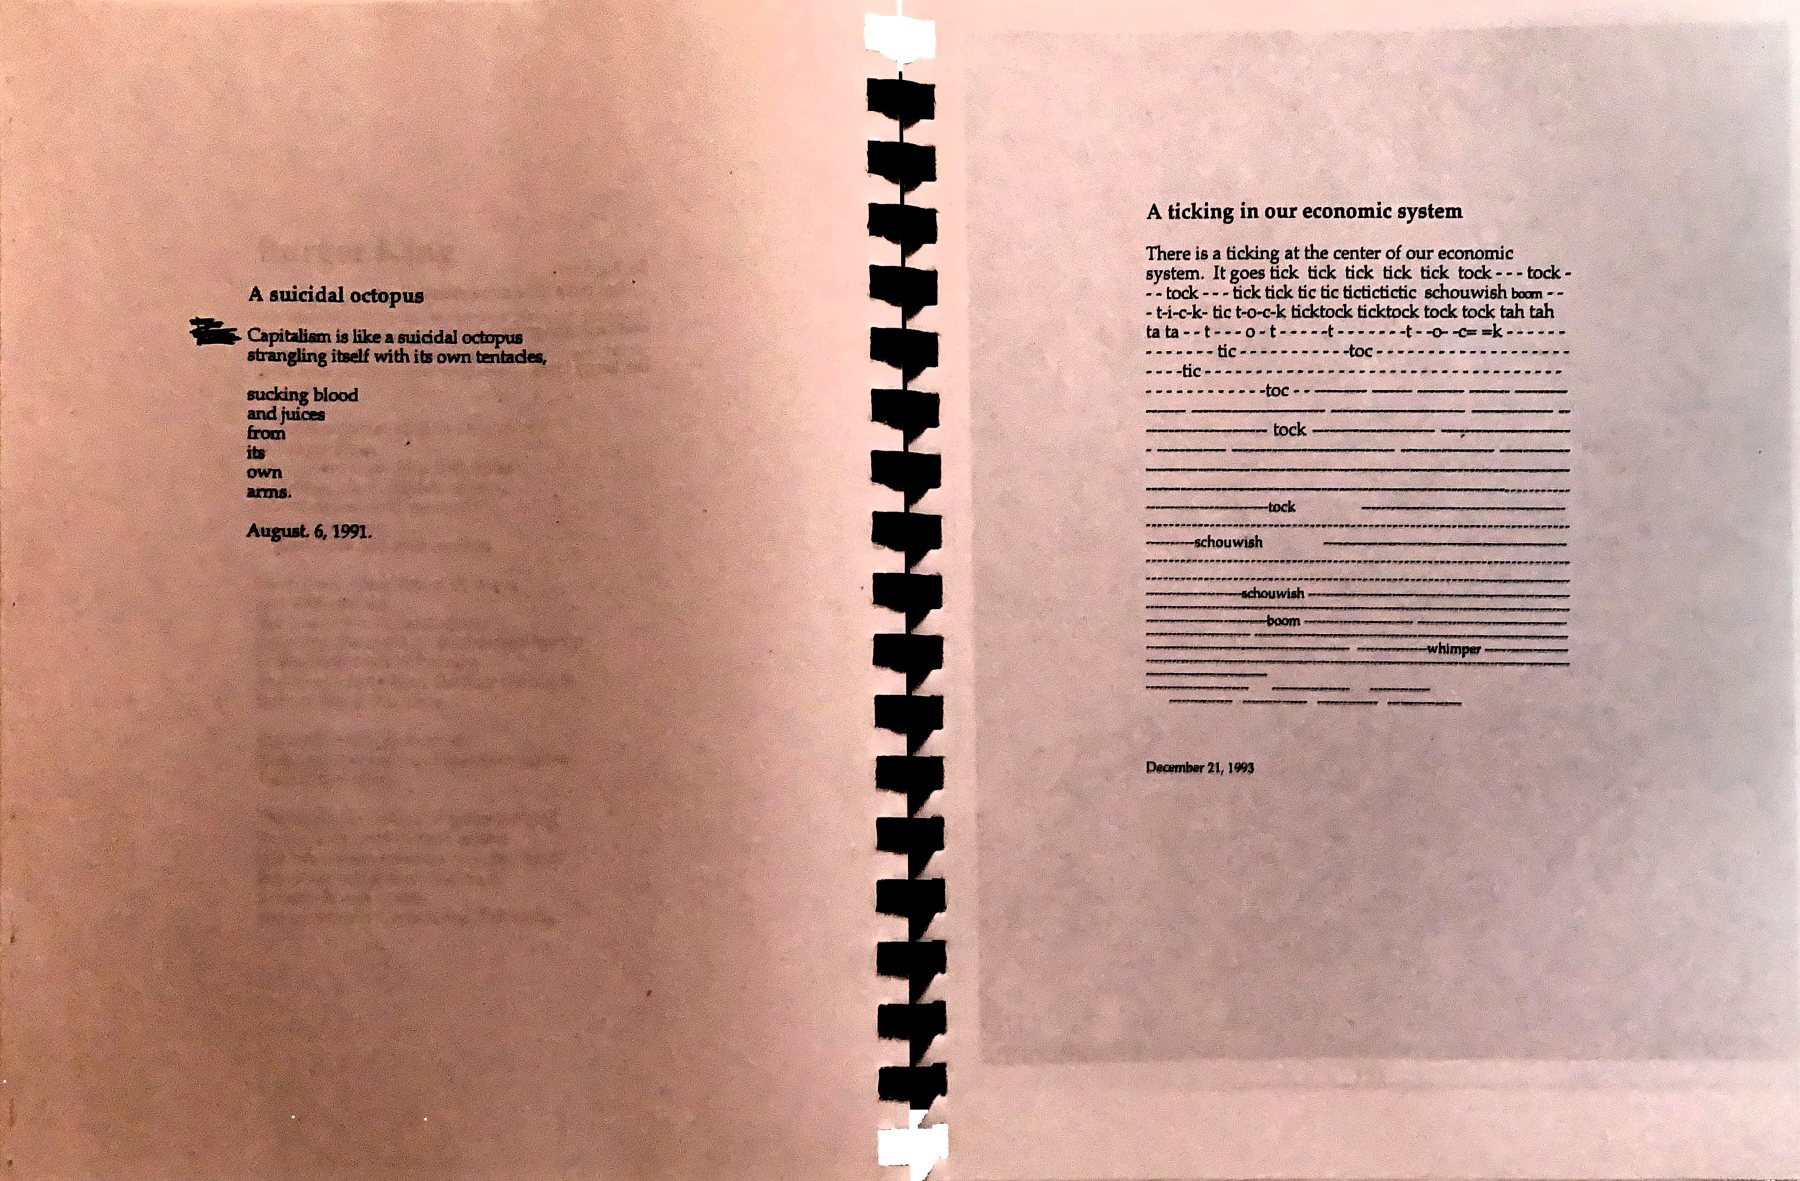 A suicidal octopus
Capitalism is like a suicidal octopus
strangling itself with its own tentacles,
sucking blood
and juices
from
its
own
arms.
August. 6, 1991.
A ticking in our economic system
There is a ticking at the center of our economic
system. It goes tick tick tick tick tick tock - - - tock -
- - tock - - - tick tick tic tic tictictictic schouwish boom - -
- t-i-c-k- tic t-o-c-k ticktock ticktock tock tock tah tah
ta ta - - t - - - - o - t - - - - - -t - - - - - - - -t - -o- -c= =k - - - - - -
- - - - - - - tic - - - - - - - - - - - -toc - - - - - - - - - - - - - - - - - - - -
- - - -tic - - - - - - - - - - - - - - - - - - - - - - - - - - - - - - - - - - - - -
- - - - - - - - - - - -toc - - -------- ------ ------ --------
------ -------------------- --------------------- ------------- --
------------------- tock ------------------- --------------------
- ------------ -------------------------- --------------- -----------
----------------------------------------------------------------------
----------------------------------------------------------------------
--------------------tock ----------------------------------
----------------------------------------------------------------------
--------schouwish ----------------------------------------
----------------------------------------------------------------------
----------------------------------------------------------------------
----------------schouwish --------------------------------------------
----------------------------------------------------------------------
--------------------boom ------------------ -------------------------
----------------- ----------------------------------------------------
---------------------------------- ------------whimper --------------
----------------------------------------------------------------------
--------------------
----------------- ------------- ----------
---------- ---------- ---------- ------------
December 21, 1993